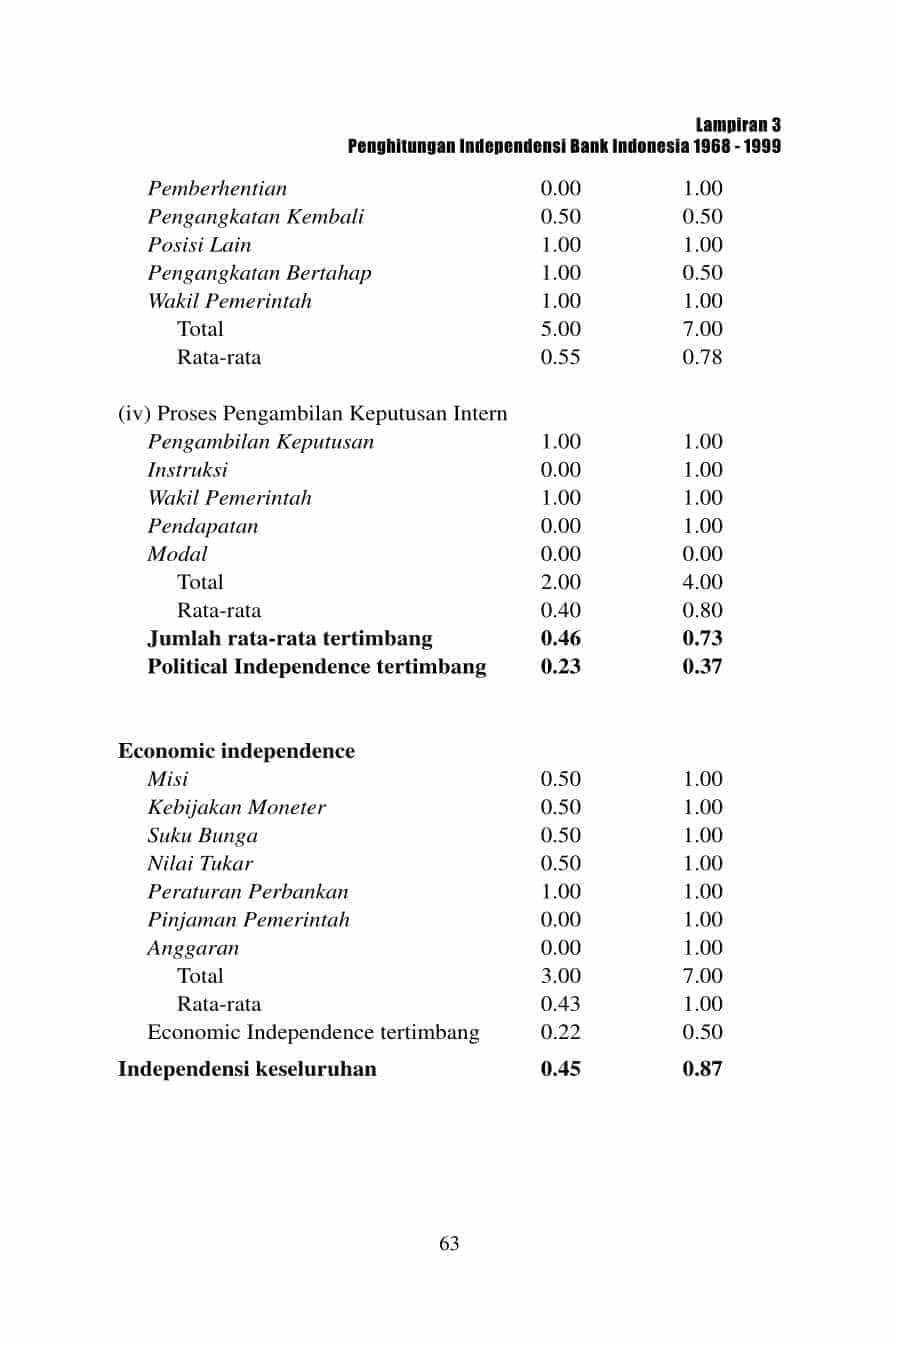 Lampiran 3
Penghitungan Independensi Bank Indonesia 1968 - 1999
Pemberhentian 0.00 1.00
Pengangkatan Kembali 0.50 0.50
Posisi Lain 1.00 1.00
Pengangkatan Bertahap 1.00 0.50
Wakil Pemerintah 1.00 1.00
Total 5.00 7.00
Rata-rata 0.55 0.78
(iv) Proses Pengambilan Keputusan Intern
Pengambilan Keputusan 1.00 1.00
Instruksi 0.00 1.00
Wakil Pemerintah 1.00 1.00
Pendapatan 0.00 1.00
Modal 0.00 0.00
Total 2.00 4.00
Rata-rata 0.40 0.80
Jumlah rata-rata tertimbang 0.46 0.73
Political Independence tertimbang 0.23 0.37
Economic independence
Misi 0.50 1.00
Kebijakan Moneter 0.50 1.00
Suku Bunga 0.50 1.00
Nilai Tukar 0.50 1.00
Peraturan Perbankan 1.00 1.00
Pinjaman Pemerintah 0.00 1.00
Anggaran 0.00 1.00
Total 3.00 7.00
Rata-rata 0.43 1.00
Economic Independence tertimbang 0.22 0.50
Independensi keseluruhan 0.45 0.87
63